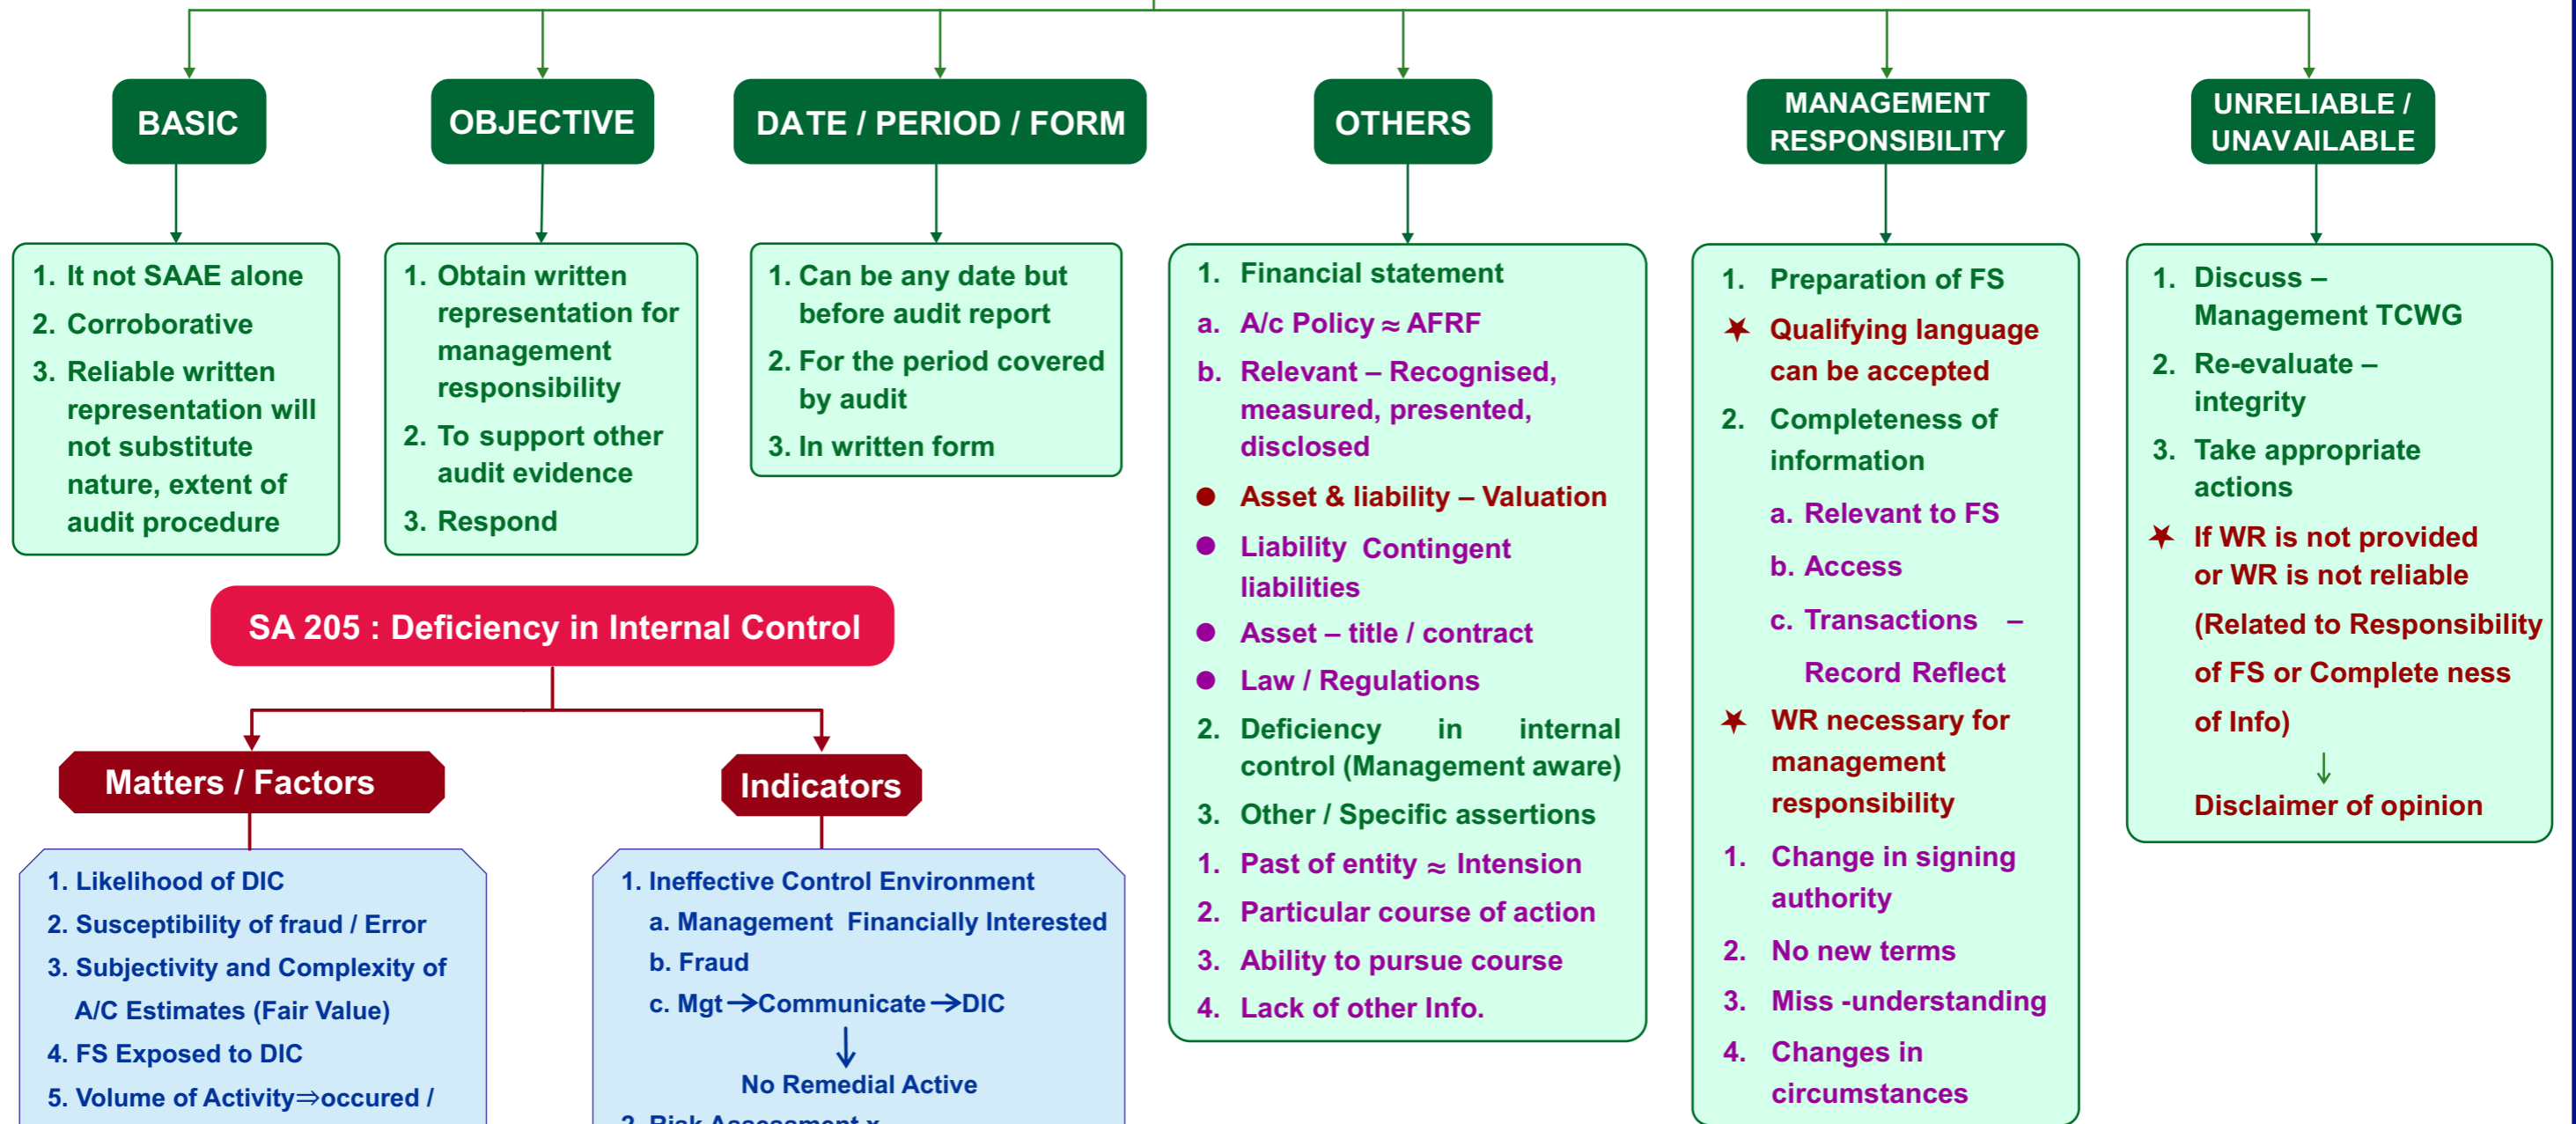 BASIC
1. It not SAAE alone
2. Corroborative
3. Reliable written
representation will
not substitute
nature, extent of
audit procedure
OBJECTIVE
1. Obtain written
representation for
management
responsibility
2. To support other
audit evidence
3. Respond
DATE / PERIOD / FORM
1. Can be any date but
before audit report
2. For the period covered
by audit
3. In written form
OTHERS
1. Financial statement
a. A/c Policy ≈ AFRF
b. Relevant – Recognised,
measured, presented,
disclosed
● Asset & liability – Valuation
● Liability Contingent
liabilities
● Asset – title / contract
● Law / Regulations
2. Deficiency in internal
control (Management aware)
3. Other / Specific assertions
1. Past of entity ≈ Intension
2. Particular course of action
3. Ability to pursue course
4. Lack of other Info.
MANAGEMENT
RESPONSIBILITY
1. Preparation of FS
★ Qualifying language
can be accepted
2. Completeness of
information
a. Relevant to FS
b. Access
c. Transactions –
Record Reflect
★ WR necessary for
management
responsibility
1. Change in signing
authority
2. No new terms
3. Miss -understanding
4. Changes in
circumstances
UNRELIABLE /
UNAVAILABLE
1. Discuss –
Management TCWG
2. Re-evaluate –
integrity
3. Take appropriate
actions
★ If WR is not provided
or WR is not reliable
(Related to Responsibility
of FS or Complete ness
of Info)
↓
Disclaimer of opinion
SA 205 : Deficiency in Internal Control
Matters / Factors
1. Likelihood of DIC
2. Susceptibility of fraud / Error
3. Subjectivity and Complexity of
A/C Estimates (Fair Value)
4. FS Exposed to DIC
5. Volume of Activity⇒occured /
Indicators
1. Ineffective Control Environment
a. Management Financially Interested
b. Fraud
c. Mgt→Communicate→DIC
↓
No Remedial Active
2. Risk Assessment